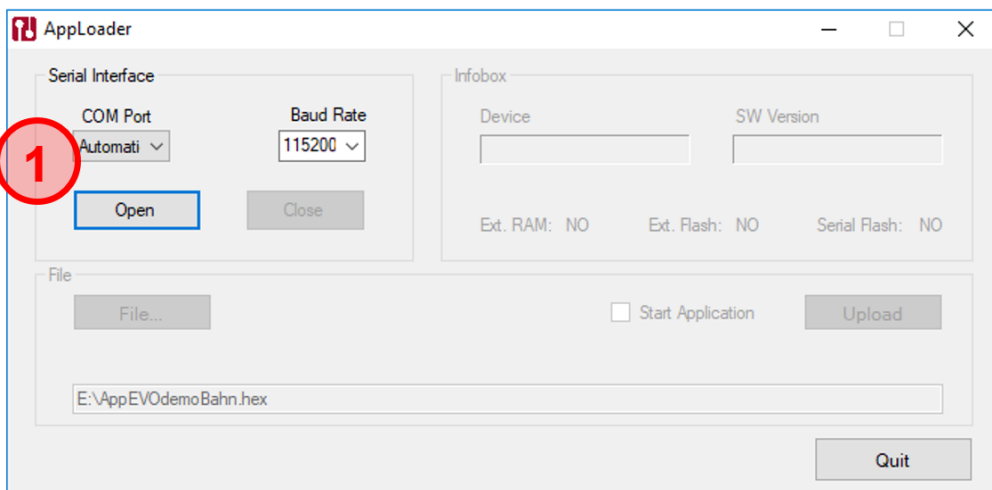 AppLoader
Serial Interface
COM Port
Baud Rate
Automati
115200
1
Open
Close
Infobox
Device
SW Version
Ext. RAM: NO
Ext. Flash: NO
Serial Flash: NO
File
File...
Start Application
Upload
E:\AppEVOdemoBahn.hex
Quit